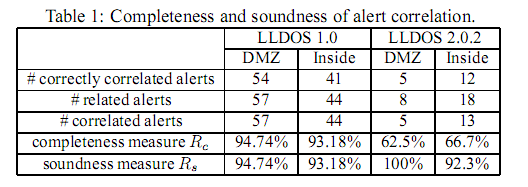 Table 1: Completeness and soundness of alert correlation.
LLDOS 1.0 LLDOS 2.0.2
DMZ Inside DMZ Inside
# correctly correlated alerts 54 41 5 12
# related alerts 57 44 8 18
# correlated alerts 57 44 5 13
completeness measure Rc 94.74% 93.18% 62.5% 66.7%
soundness measure Rs 94.74% 93.18% 100% 92.3%